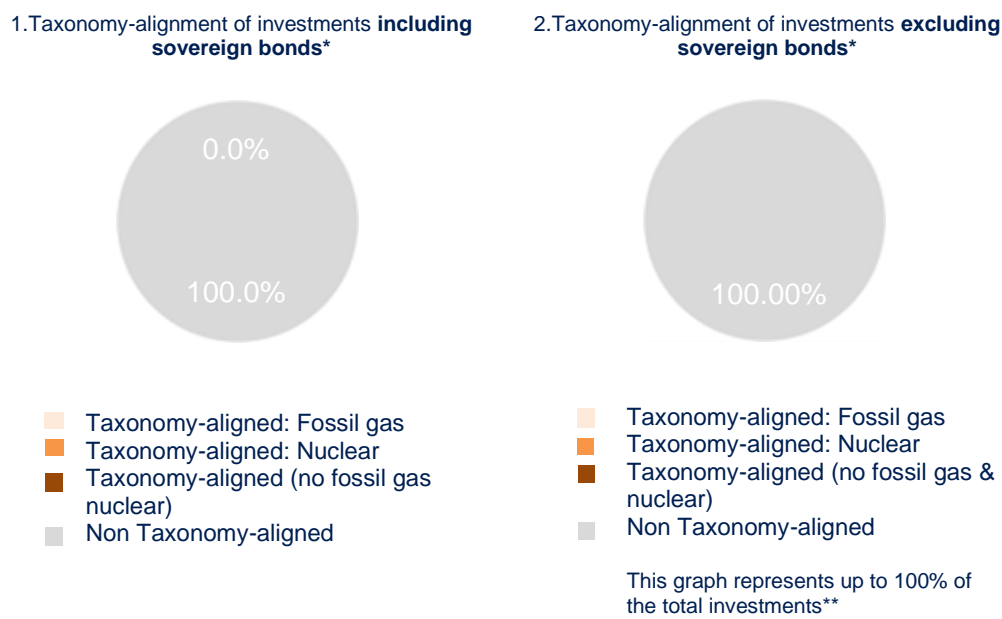 1.Taxonomy-alignment of investments including
sovereign bonds*
0.0%
100.0%
Taxonomy-aligned: Fossil gas
Taxonomy-aligned: Nuclear
Taxonomy-aligned (no fossil gas
nuclear)
Non Taxonomy-aligned
2.Taxonomy-alignment of investments excluding
sovereign bonds*
100.00%
Taxonomy-aligned: Fossil gas
Taxonomy-aligned: Nuclear
Taxonomy-aligned (no fossil gas &
nuclear)
Non Taxonomy-aligned
This graph represents up to 100% of
the total investments**